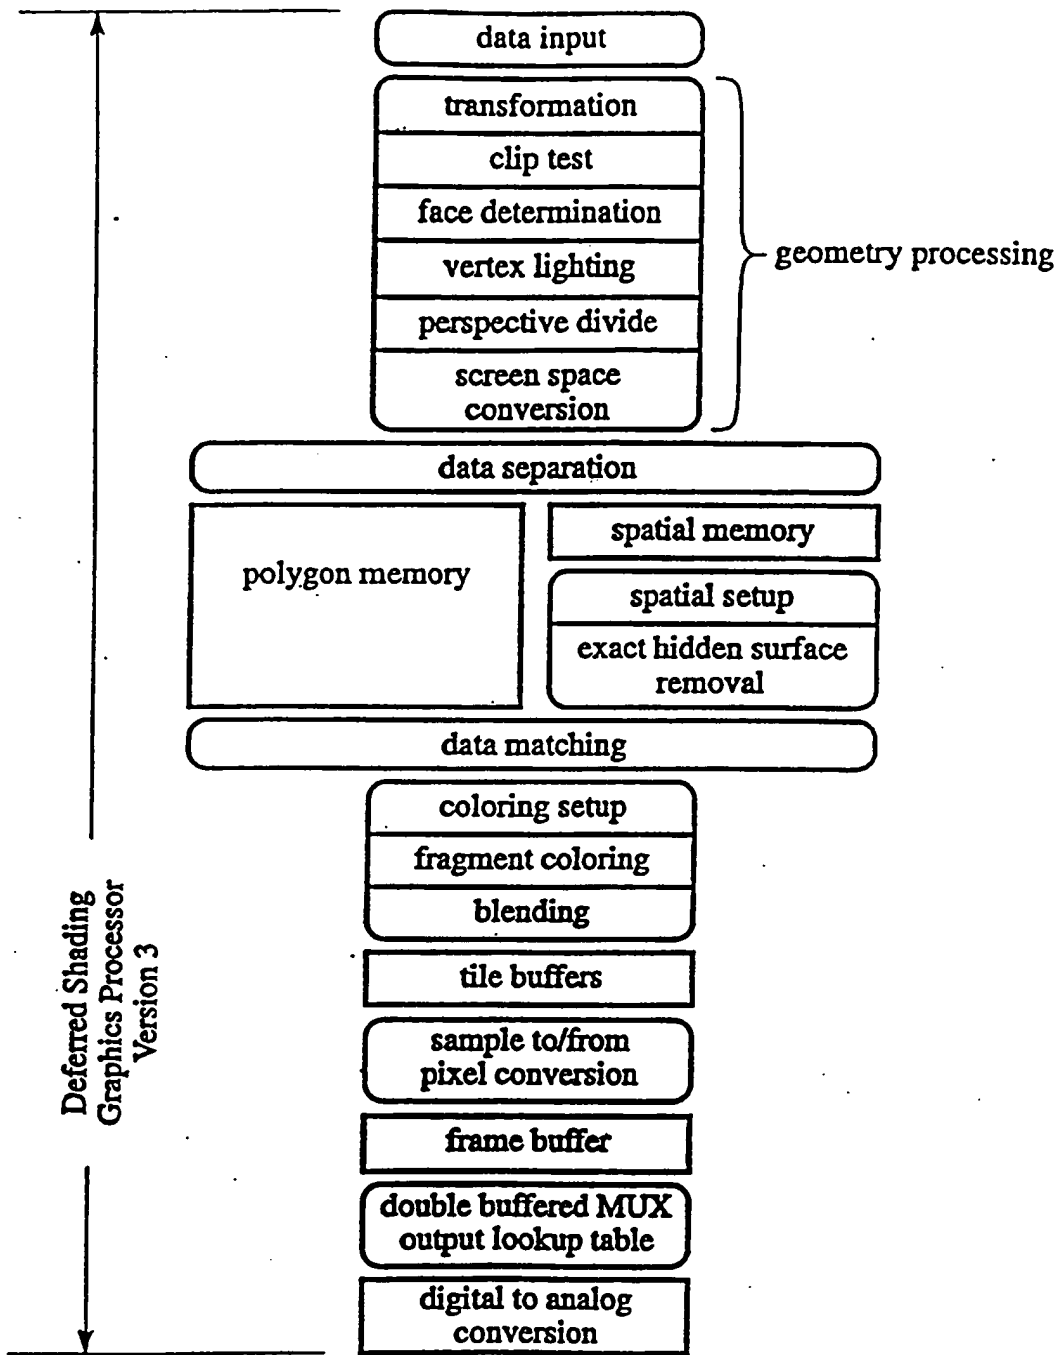 data input
transformation
clip test
face determination
vertex lighting
perspective divide
screen space
conversion
geometry processing
data separation
polygon memory
spatial memory
spatial setup
exact hidden surface
removal
data matching
coloring setup
fragment coloring
blending
tile buffers
sample to/from
pixel conversion
frame buffer
double buffered MUX
output lookup table
digital to analog
conversion
Deferred Shading
Graphics Processor
Version 3